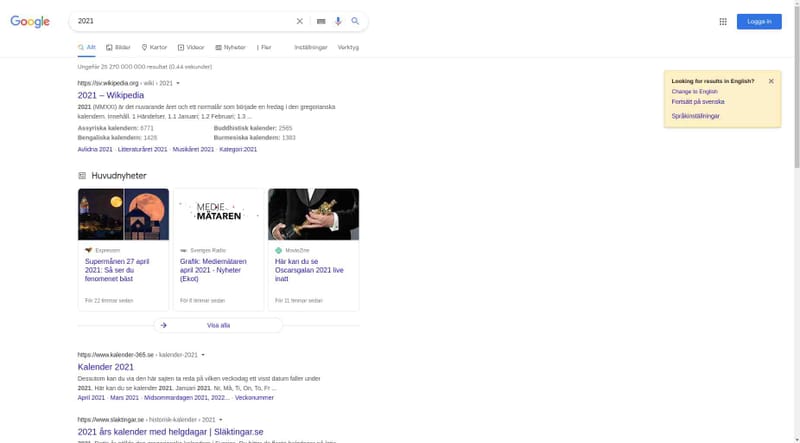 Google
2021
Logga in
Allt
Bilder
Kartor
Videor
Nyheter
Fler
Inställningar
Verktyg
Ungefär 25 270 000 000 resultat (0,44 sekunder)
Looking for results in English?
Change to English
Fortsätt på svenska
Språkinställningar
https://sv.wikipedia.org › wiki › 2021
2021 – Wikipedia
2021 (MMXXI) är det nuvarande året och ett normalår som började en fredag i den gregorianska
kalendern. Innehåll. 1 Händelser. 1.1 Januari; 1.2 Februari; 1.3 ...
Assyriska kalendern: 6771
Buddhistisk kalender: 2565
Bengaliska kalendern: 1428
Burmesiska kalendern: 1383
Avlidna 2021 · Litteraturåret 2021 · Musikåret 2021 · Kategori:2021
Huvudnyheter
MEDIE
MÄTAREN
Expressen
Supermånen 27 april
2021: Så ser du
fenomenet bäst
För 22 timmar sedan
Sveriges Radio
Grafik: Mediemätaren
april 2021 - Nyheter
(Ekot)
För 8 timmar sedan
MovieZine
Här kan du se
Oscarsgalan 2021 live
inatt
För 21 timmar sedan
Visa alla
https://www.kalender-365.se › kalender-2021
Kalender 2021
Dessutom kan du via den här sajten ta reda på vilken veckodag ett visst datum faller under
2021. Här kan du se kalender 2021. Januari 2021. Nr, Må, Ti, On, To, Fr ...
April 2021 · Mars 2021 · Midsommardagen 2021, 2022... · Veckonummer
https://www.slaktingar.se › historisk-kalender › 2021
2021 års kalender med helgdagar | Släktingar.se